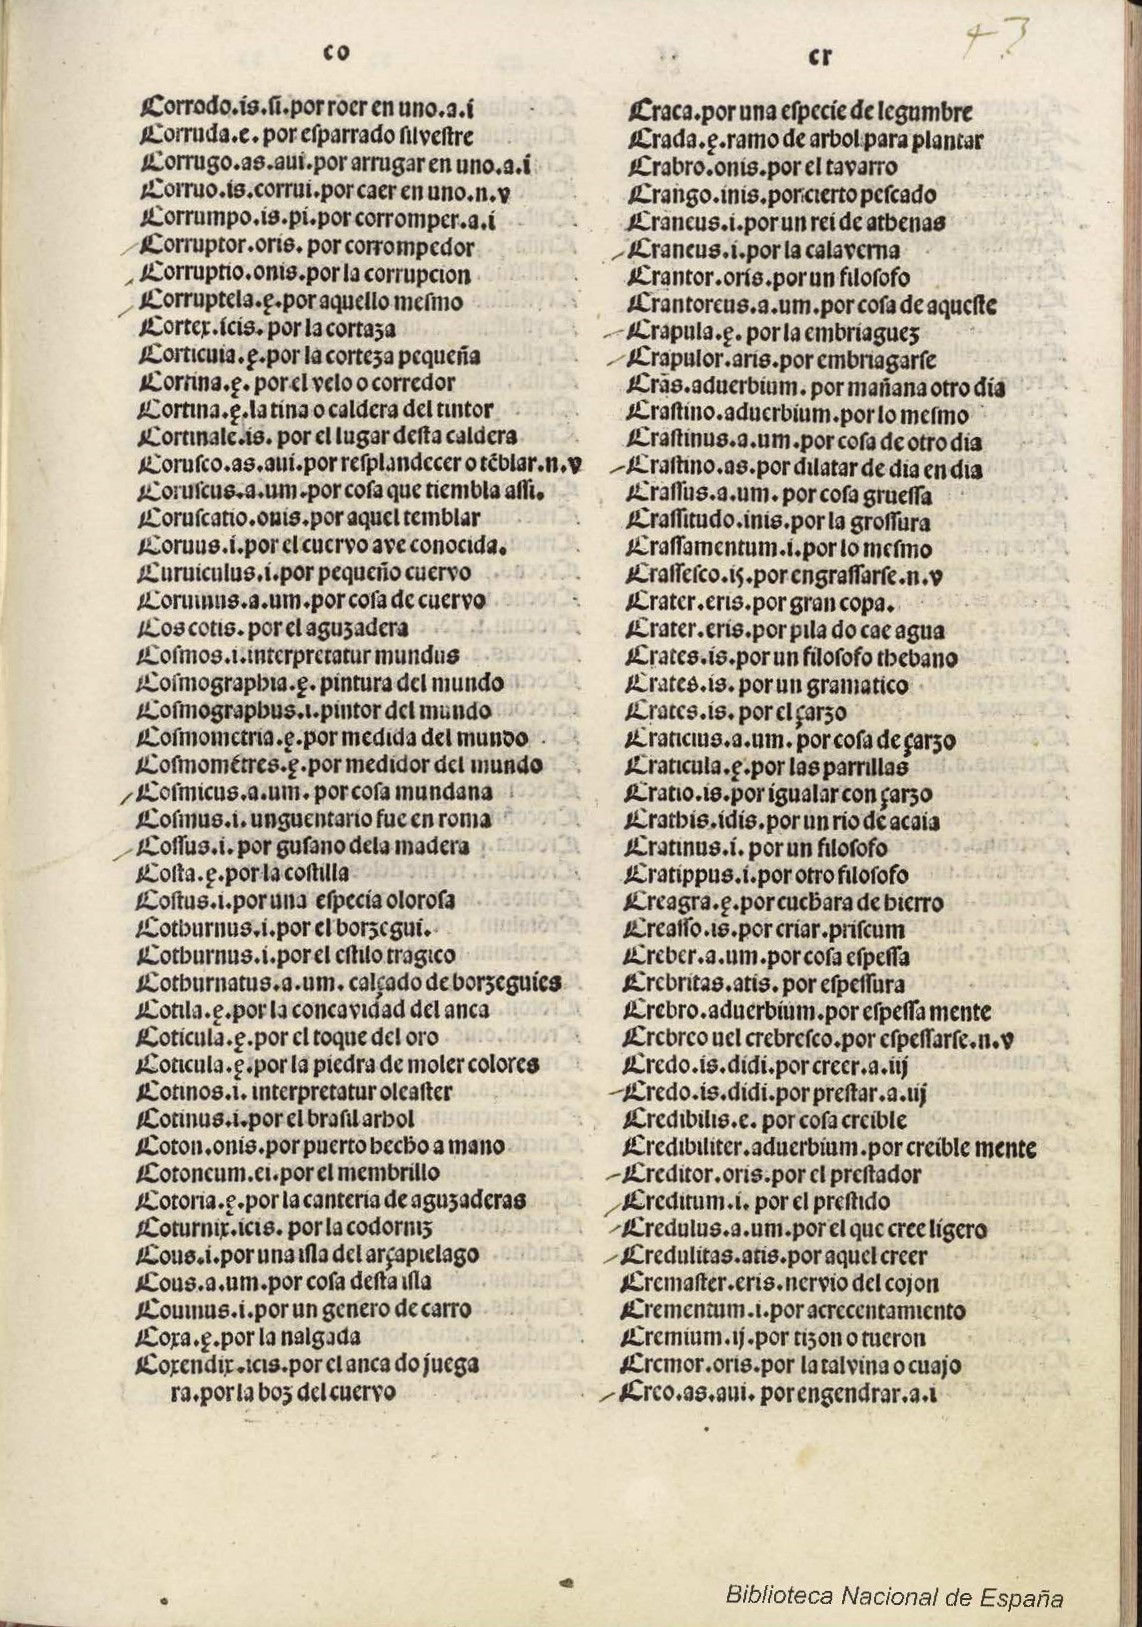 co
Corrodo.is.si.por roer en uno.a.i
Corruda.e. por esparrado silvestre
Corrugo.as.aui.por arrugar en uno.a.i
Corruo.is.corrui.por caer en uno.n.v
Corrumpo.is.pi.por corromper.a.i
Corruptor.oris. por corrompedor
Corruptio.onis.por la corrupcion
Corruptela.ę.por aquello mesmo
Cortex.icis. por la cortaza
Corticuia.ę.por la corteza pequeña
Cortina.ę. por el velo o corredor
Cortina.ę.la tina o caldera del tintor
Cortinale.is. por el lugar desta caldera
Corusco.as.aui.por resplandecer o tẽblar.n.v
Coruscus.a.um.por cosa que tiembla assi.
Coruscatio.onis.por aquel temblar
Coruus.i.por el cuervo ave conocida.
Curuiculus.i.por pequeño cuervo
Coruinus.a.um.por cosa de cuervo
Cos cotis. por el aguzadera
Cosmos.i.interpretatur mundus
Cosmographia.ę. pintura del mundo
Cosmographus.i.pintor del mundo
Cosmometria.ę.por medida del mundo
Cosmométres.ę.por medidor del mundo
Cosmicus.a.um. por cosa mundana
Cosmus.i. unguentario fue en roma
Cossus.i. por gusano dela madera
Costa.ę.por la costilla
Costus.i.por una especia olorosa
Cothurnus.i.por el borzegui.
Cothurnus.i.por el estilo tragico
Cothurnatus.a.um. calçado de borzeguies
Cotila.ę.por la concavidad del anca
Coticula.ę.por el toque del oro
Coticula.ę.por la piedra de moler colores
Cotinos.i. interpretatur oleaster
Cotinus.i.por el brasil arbol
Coton.onis.por puerto hecho a mano
Cotoneum.ei.por el membrillo
Cotoria.ę.por la canteria de aguzaderas
Coturnix.icis. por la codorniz
Cous.i.por una isla del arçapielago
Cous.a.um.por cosa desta isla
Couinus.i.por un genero de carro
Coxa.ę.por la nalgada
Coxendix.icis.por el anca do juega
ra.por la boz del cuervo
cr
43
Craca.por una especie de legumbre
Crada.ę.ramo de arbol para plantar
Crabro.onis.por el tavarro
Crango.inis.por cierto pescado
Craneus.i.por un rei de athenas
Craneus.i.por la calaverna
Crantor.oris.por un filosofo
Crantoreus.a.um.por cosa de aqueste
Crapula.ę. por la embriaguez
Crapulor.aris.por embriagarse
Cras.aduerbium. por mañana otro dia
Crastino.aduerbium.por lo mesmo
Crastinus.a.um.por cosa de otro dia
Crastino.as.por dilatar de dia en dia
Crassus.a.um. por cosa gruessa
Crassitudo.inis.por la grossura
Crassamentum.i.por lo mesmo
Crassesco.is.por engrassarse.n.v
Crater.eris.por gran copa.
Crater.eris.por pila do cae agua
Crates.is.por un filosofo thebano
Crates.is. por un gramatico
Crates.is. por el çarzo
Craticius.a.um. por cosa de çarzo
Craticula.ę.por las parrillas
Cratio.is.por igualar con çarzo
Crathis.idis.por un rio de acaia
Cratinus.i. por un filosofo
Cratippus.i.por otro filosofo
Creagra.ę.por cuchara de hierro
Creasso.is.por criar.priscum
Creber.a.um.por cosa espessa
Crebritas.atis. por espessura
Crebro.aduerbium.por espessa mente
Crebreo uel crebresco.por espessarse.n.v
Credo.is.didi.por creer.a.iij
Credo.is.didi.por prestar.a.iij
Credibilis.e. por cosa creible
Credibiliter.aduerbium.por creible mente
Creditor.oris.por el prestador
Creditum.i. por el prestido
Credulus.a.um.por el que cree ligero
Credulitas.atis.por aquel creer
Cremaster.eris.nervio del cojon
Crementum.i.por acrecentamiento
Cremium.ij.por tizon o tueron
Cremor.oris.por la talvina o cuajo
Creo.as.aui. por engendrar.a.i
Biblioteca Nacional de España